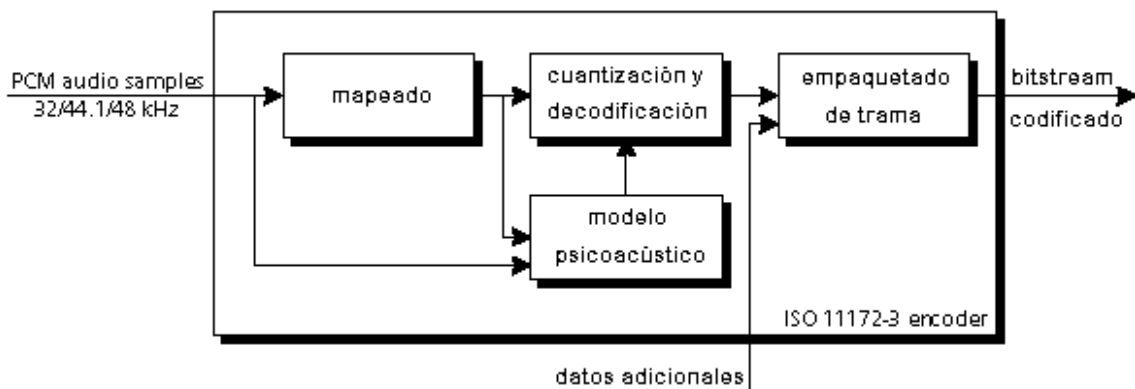 PCM audio samples
32/44.1/48 kHz
mapeado
cuantización y
decodificación
empaquetado
de trama
bitstream
codificado
modelo
psicoacústico
ISO 11172-3 encoder
datos adicionales